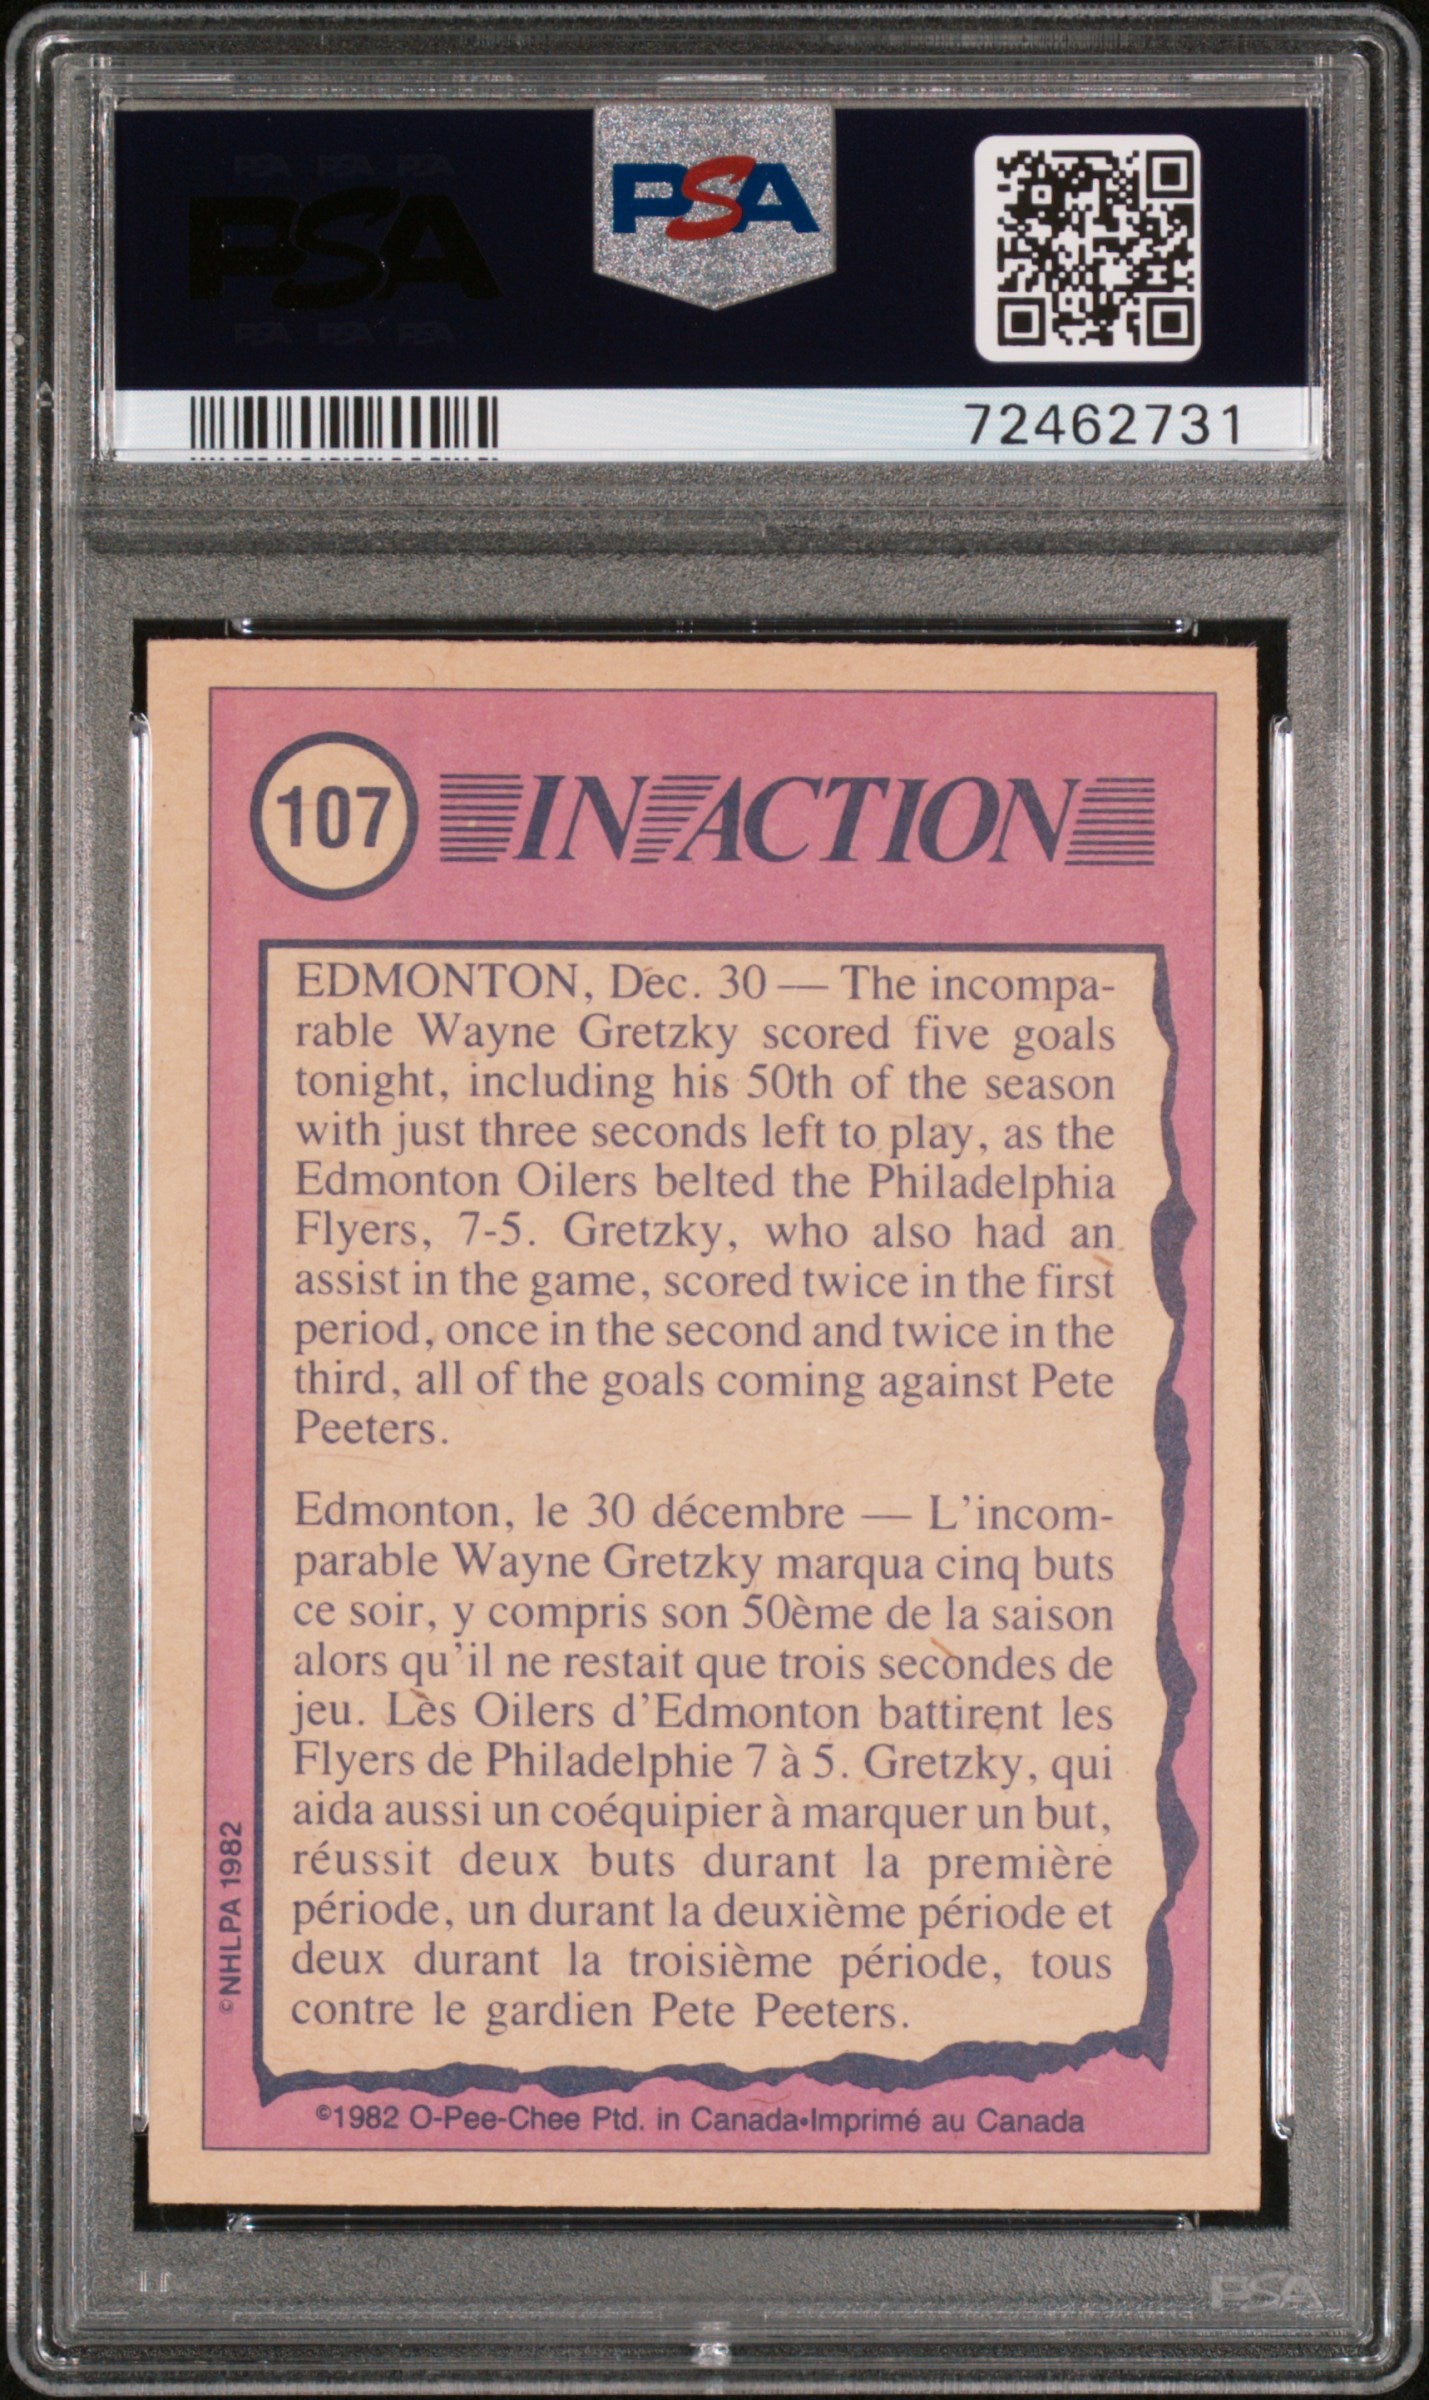 PSA
PSA PSA PSA
PSA
PSA PSA PSA
72462731
107 IN ACTION
EDMONTON, Dec. 30 — The incompa-
rable Wayne Gretzky scored five goals
tonight, including his 50th of the season
with just three seconds left to play, as the
Edmonton Oilers belted the Philadelphia
Flyers, 7-5. Gretzky, who also had an
assist in the game, scored twice in the first
period, once in the second and twice in the
third, all of the goals coming against Pete
Peeters.
Edmonton, le 30 décembre — L'incom-
parable Wayne Gretzky marqua cinq buts
ce soir, y compris son 50ème de la saison
alors qu'il ne restait que trois secondes de
jeu. Les Oilers d'Edmonton battirent les
Flyers de Philadelphie 7 à 5. Gretzky, qui
aida aussi un coéquipier à marquer un but,
réussit deux buts durant la première
période, un durant la deuxième période et
deux durant la troisième période, tous
contre le gardien Pete Peeters.
©NHLPA 1982
©1982 O-Pee-Chee Ptd. in Canada•Imprimé au Canada
PSA